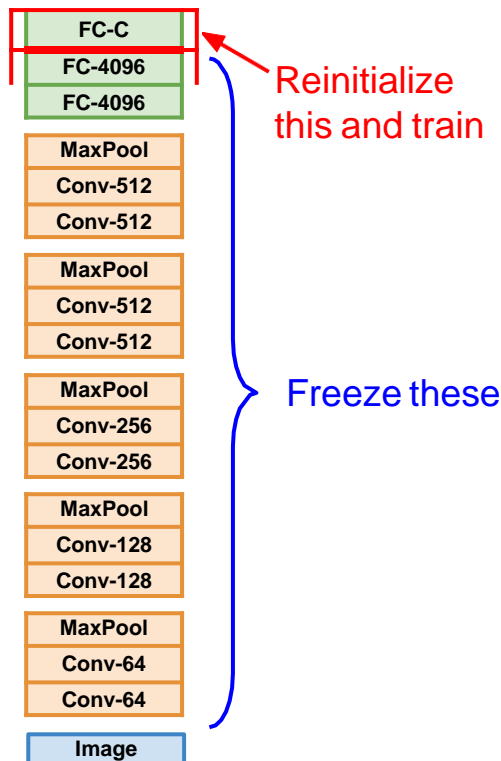 FC-C
FC-4096
FC-4096
Reinitialize
this and train
MaxPool
Conv-512
Conv-512
MaxPool
Conv-512
Conv-512
MaxPool
Conv-256
Conv-256
Freeze these
MaxPool
Conv-128
Conv-128
MaxPool
Conv-64
Conv-64
Image